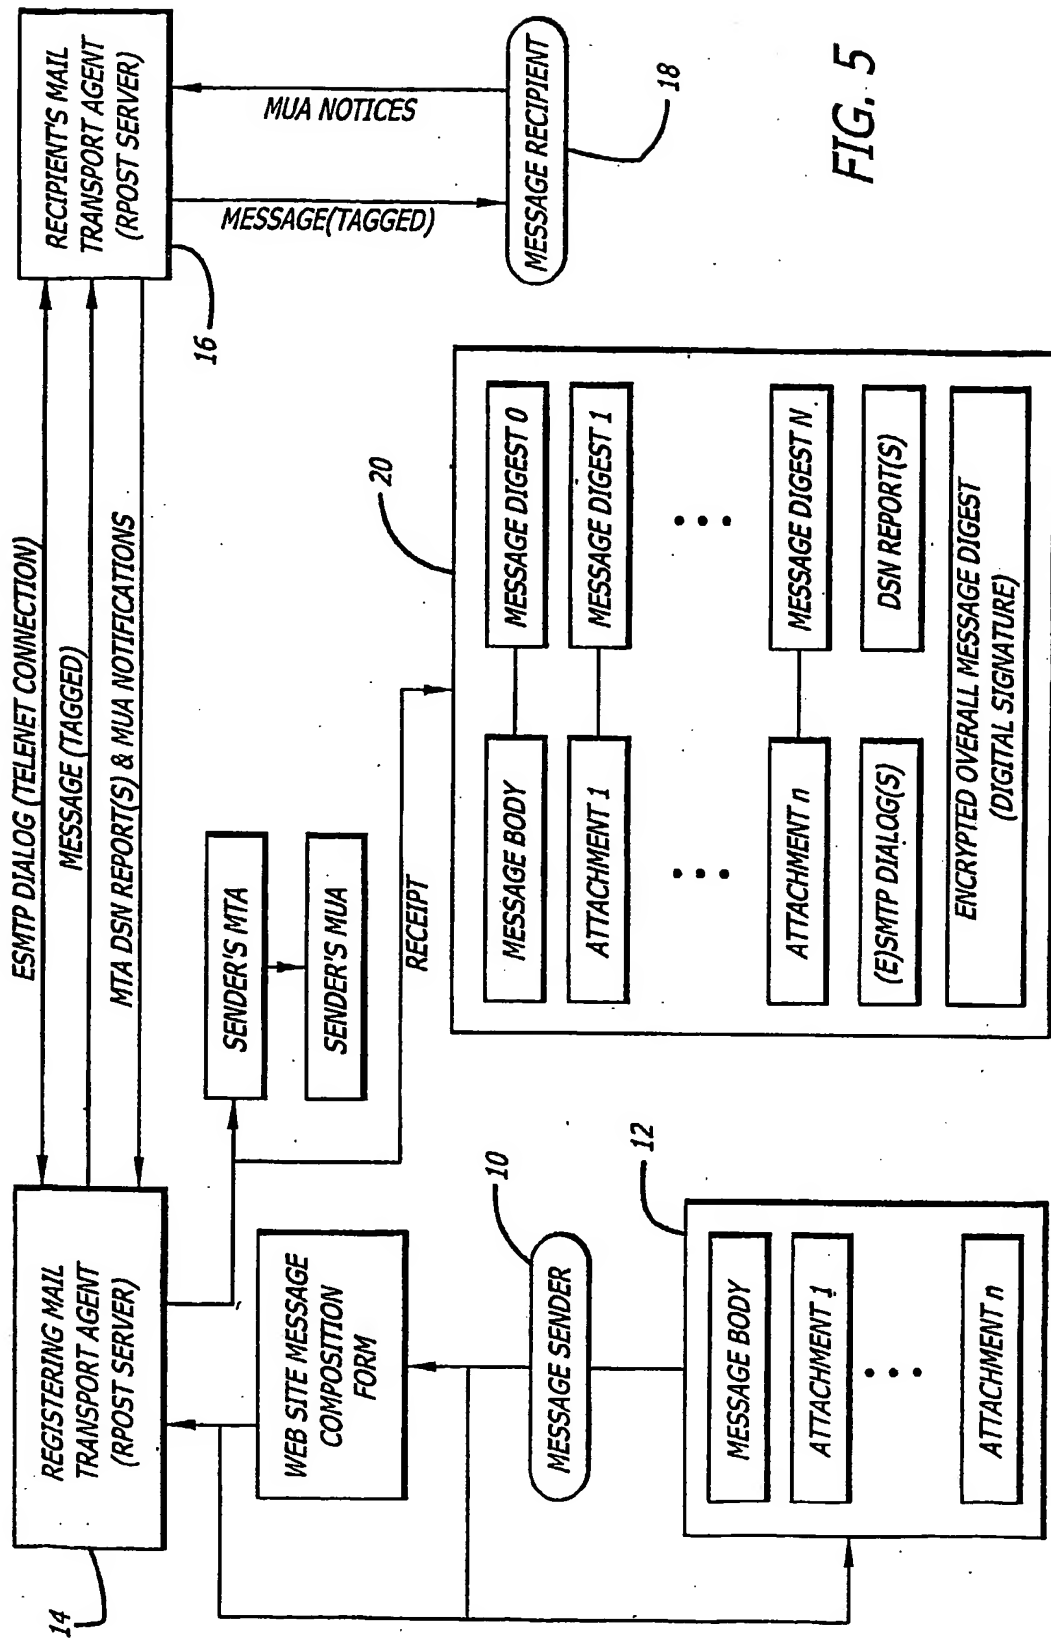 REGISTERING MAIL
TRANSPORT AGENT
(RPOST SERVER)
14
ESMTP DIALOG (TELENET CONNECTION)
MESSAGE (TAGGED)
MTA DSN REPORT(S) & MUA NOTIFICATIONS
RECIPIENT'S MAIL
TRANSPORT AGENT
(RPOST SERVER)
16
MUA NOTICES
MESSAGE(TAGGED)
MESSAGE RECIPIENT
18
SENDER'S MTA
SENDER'S MUA
RECEIPT
WEB SITE MESSAGE
COMPOSITION
FORM
MESSAGE SENDER
10
12
MESSAGE BODY
ATTACHMENT 1
ATTACHMENT n
20
MESSAGE BODY
MESSAGE DIGEST 0
ATTACHMENT 1
MESSAGE DIGEST 1
ATTACHMENT n
MESSAGE DIGEST N
(E)SMTP DIALOG(S)
DSN REPORT(S)
ENCRYPTED OVERALL MESSAGE DIGEST
(DIGITAL SIGNATURE)
FIG. 5